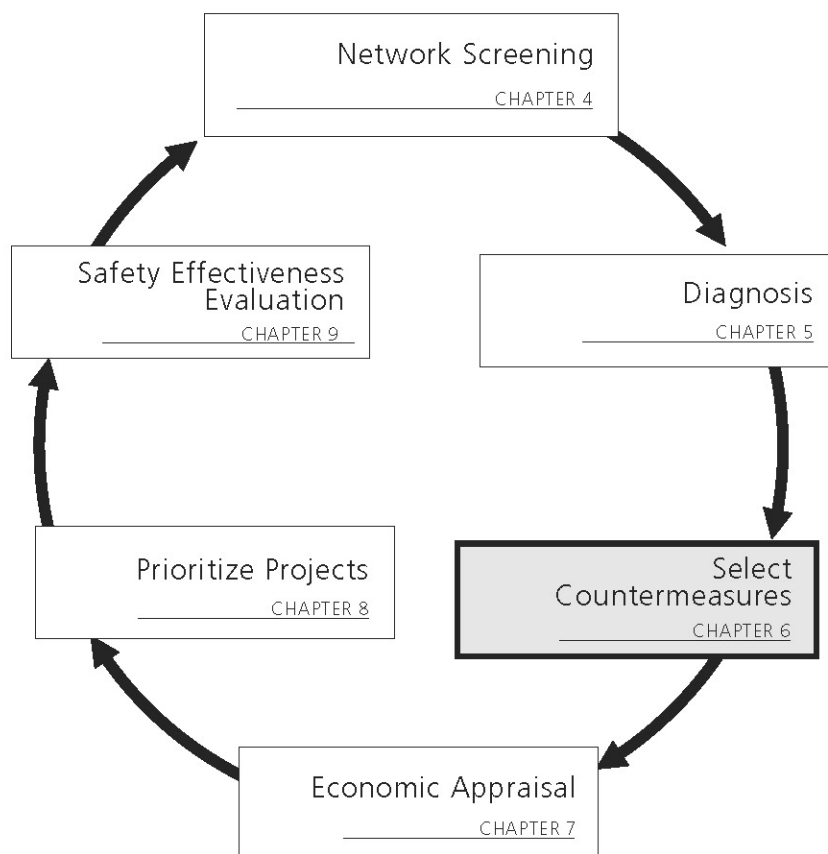 Network Screening
CHAPTER 4
Diagnosis
CHAPTER 5
Select
Countermeasures
CHAPTER 6
Economic Appraisal
CHAPTER 7
Prioritize Projects
CHAPTER 8
Safety Effectiveness
Evaluation
CHAPTER 9